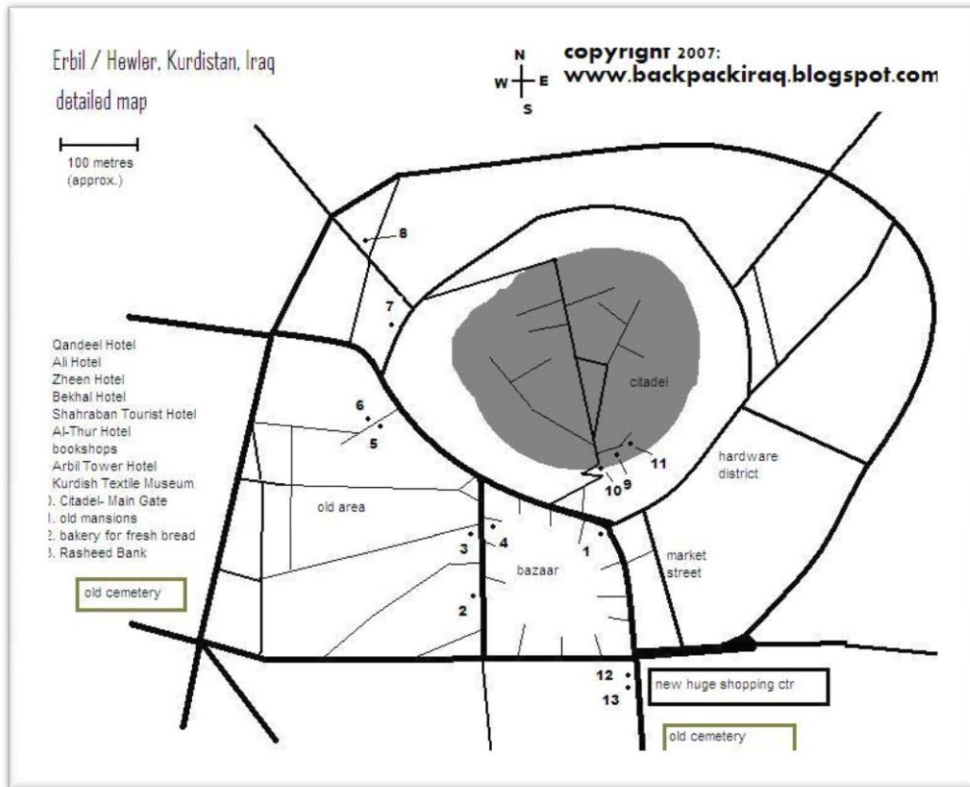 Erbil / Hewler, Kurdistan, Iraq
detailed map
100 metres
(approx.)
N
W E
S
copyright 2007:
www.backpackiraq.blogspot.com
8
7
Qandeel Hotel
Ali Hotel
Zheen Hotel
Bekhal Hotel
Shahraban Tourist Hotel
Al-Thur Hotel
bookshops
Arbil Tower Hotel
Kurdish Textile Museum
). Citadel- Main Gate
. old mansions
. bakery for fresh bread
. Rasheed Bank
old cemetery
citadel
6
5
11
10 9
hardware
district
old area
3
4
1
bazaar
market
street
2
12
13
new huge shopping ctr
old cemetery